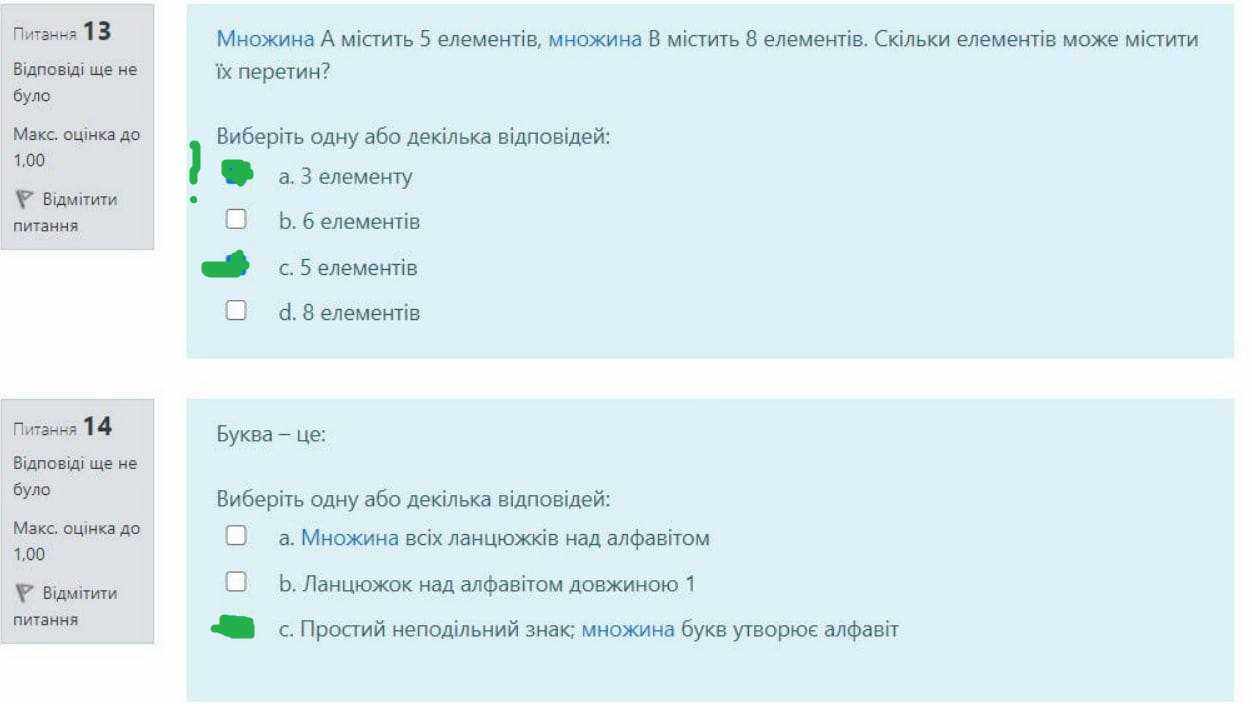 Питання 13
Відповіді ще не
було
Макс. оцінка до
1,00
Відмітити
питання
Множина А містить 5 елементів, множина В містить 8 елементів. Скільки елементів може містити
їх перетин?
Виберіть одну або декілька відповідей:
a. 3 елементу
b. 6 елементів
c. 5 елементів
d. 8 елементів
Питання 14
Відповіді ще не
було
Макс. оцінка до
1,00
Відмітити
питання
Буква – це:
Виберіть одну або декілька відповідей:
a. Множина всіх ланцюжків над алфавітом
b. Ланцюжок над алфавітом довжиною 1
c. Простий неподільний знак; множина букв утворює алфавіт